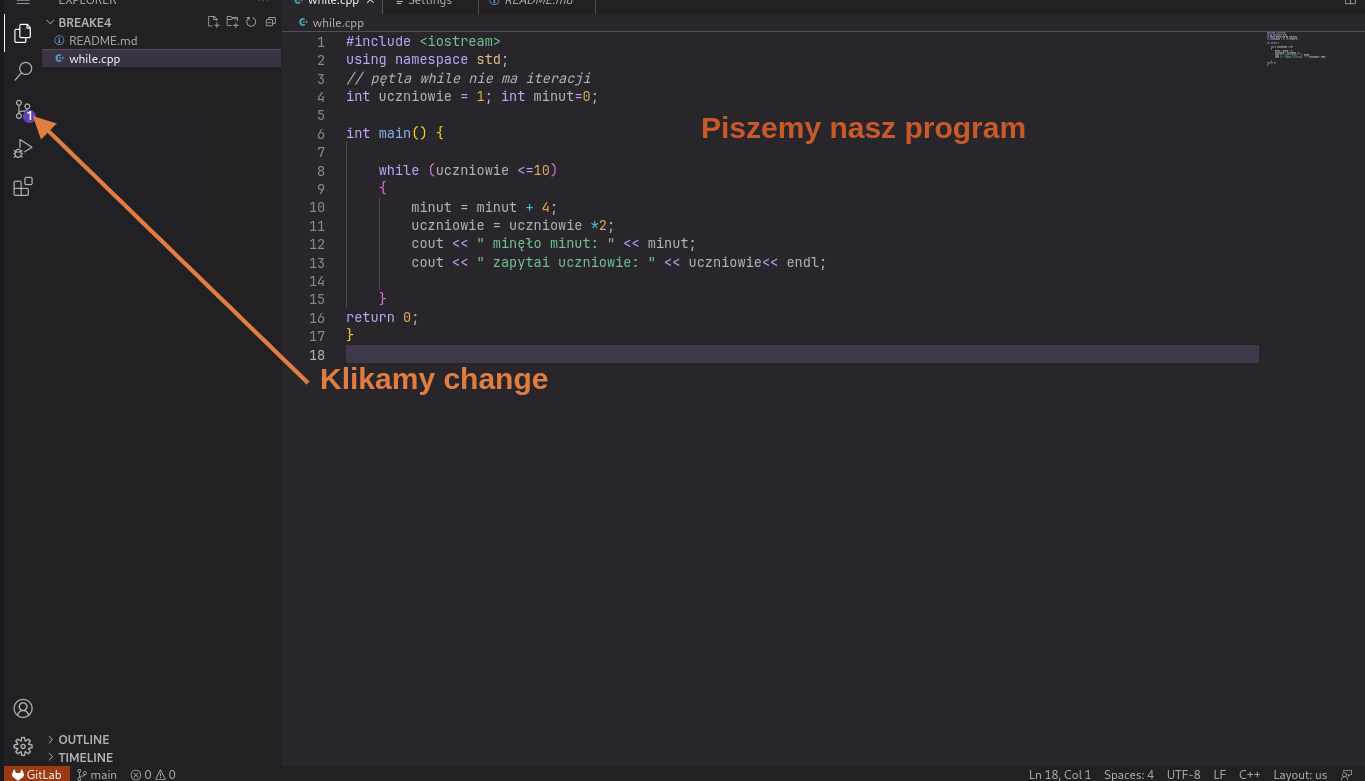 EXPLORER
while.cpp
Settings
README.md
BREAKE4
README.md
while.cpp
while.cpp
1 #include <iostream>
2 using namespace std;
3 // pętla while nie ma iteracji
4 int uczniowie = 1; int minut=0;
5
6 int main() {
7
8 while (uczniowie <=10)
9 {
10 minut = minut + 4;
11 uczniowie = uczniowie *2;
12 cout << " minęło minut: " << minut;
13 cout << " zapytai uczniowie: " << uczniowie<< endl;
14
15 }
16 return 0;
17 }
18
Piszemy nasz program
1
Klikamy change
OUTLINE
TIMELINE
GitLab main 0 0 Ln 18, Col 1 Spaces: 4 UTF-8 LF C++ Layout: us